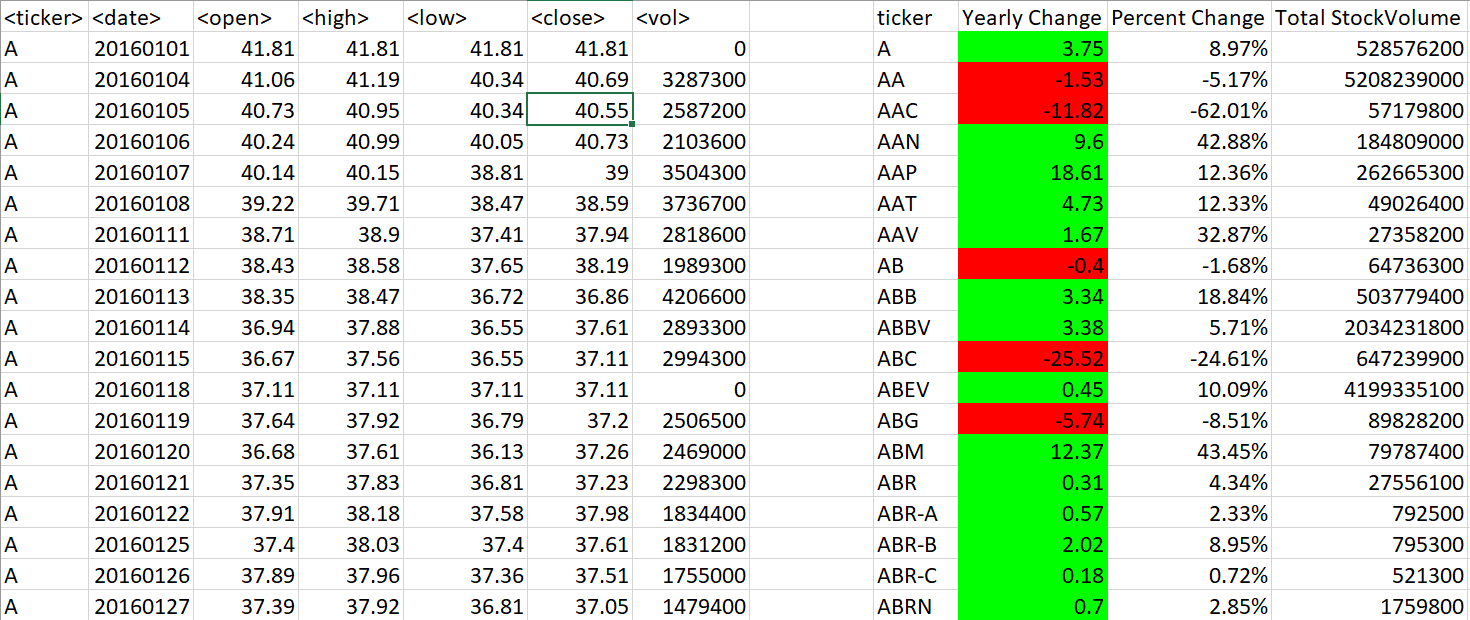 <ticker> <date> <open> <high> <low> <close> <vol> ticker Yearly Change Percent Change Total StockVolume
A 20160101 41.81 41.81 41.81 41.81 0 A 3.75 8.97% 528576200
A 20160104 41.06 41.19 40.34 40.69 3287300 AA -1.53 -5.17% 5208239000
A 20160105 40.73 40.95 40.34 40.55 2587200 AAC -11.82 -62.01% 57179800
A 20160106 40.24 40.99 40.05 40.73 2103600 AAN 9.6 42.88% 184809000
A 20160107 40.14 40.15 38.81 39 3504300 AAP 18.61 12.36% 262665300
A 20160108 39.22 39.71 38.47 38.59 3736700 AAT 4.73 12.33% 49026400
A 20160111 38.71 38.9 37.41 37.94 2818600 AAV 1.67 32.87% 27358200
A 20160112 38.43 38.58 37.65 38.19 1989300 AB -0.4 -1.68% 64736300
A 20160113 38.35 38.47 36.72 36.86 4206600 ABB 3.34 18.84% 503779400
A 20160114 36.94 37.88 36.55 37.61 2893300 ABBV 3.38 5.71% 2034231800
A 20160115 36.67 37.56 36.55 37.11 2994300 ABC -25.52 -24.61% 647239900
A 20160118 37.11 37.11 37.11 37.11 0 ABEV 0.45 10.09% 4199335100
A 20160119 37.64 37.92 36.79 37.2 2506500 ABG -5.74 -8.51% 89828200
A 20160120 36.68 37.61 36.13 37.26 2469000 ABM 12.37 43.45% 79787400
A 20160121 37.35 37.83 36.81 37.23 2298300 ABR 0.31 4.34% 27556100
A 20160122 37.91 38.18 37.58 37.98 1834400 ABR-A 0.57 2.33% 792500
A 20160125 37.4 38.03 37.4 37.61 1831200 ABR-B 2.02 8.95% 795300
A 20160126 37.89 37.96 37.36 37.51 1755000 ABR-C 0.18 0.72% 521300
A 20160127 37.39 37.92 36.81 37.05 1479400 ABRN 0.7 2.85% 1759800